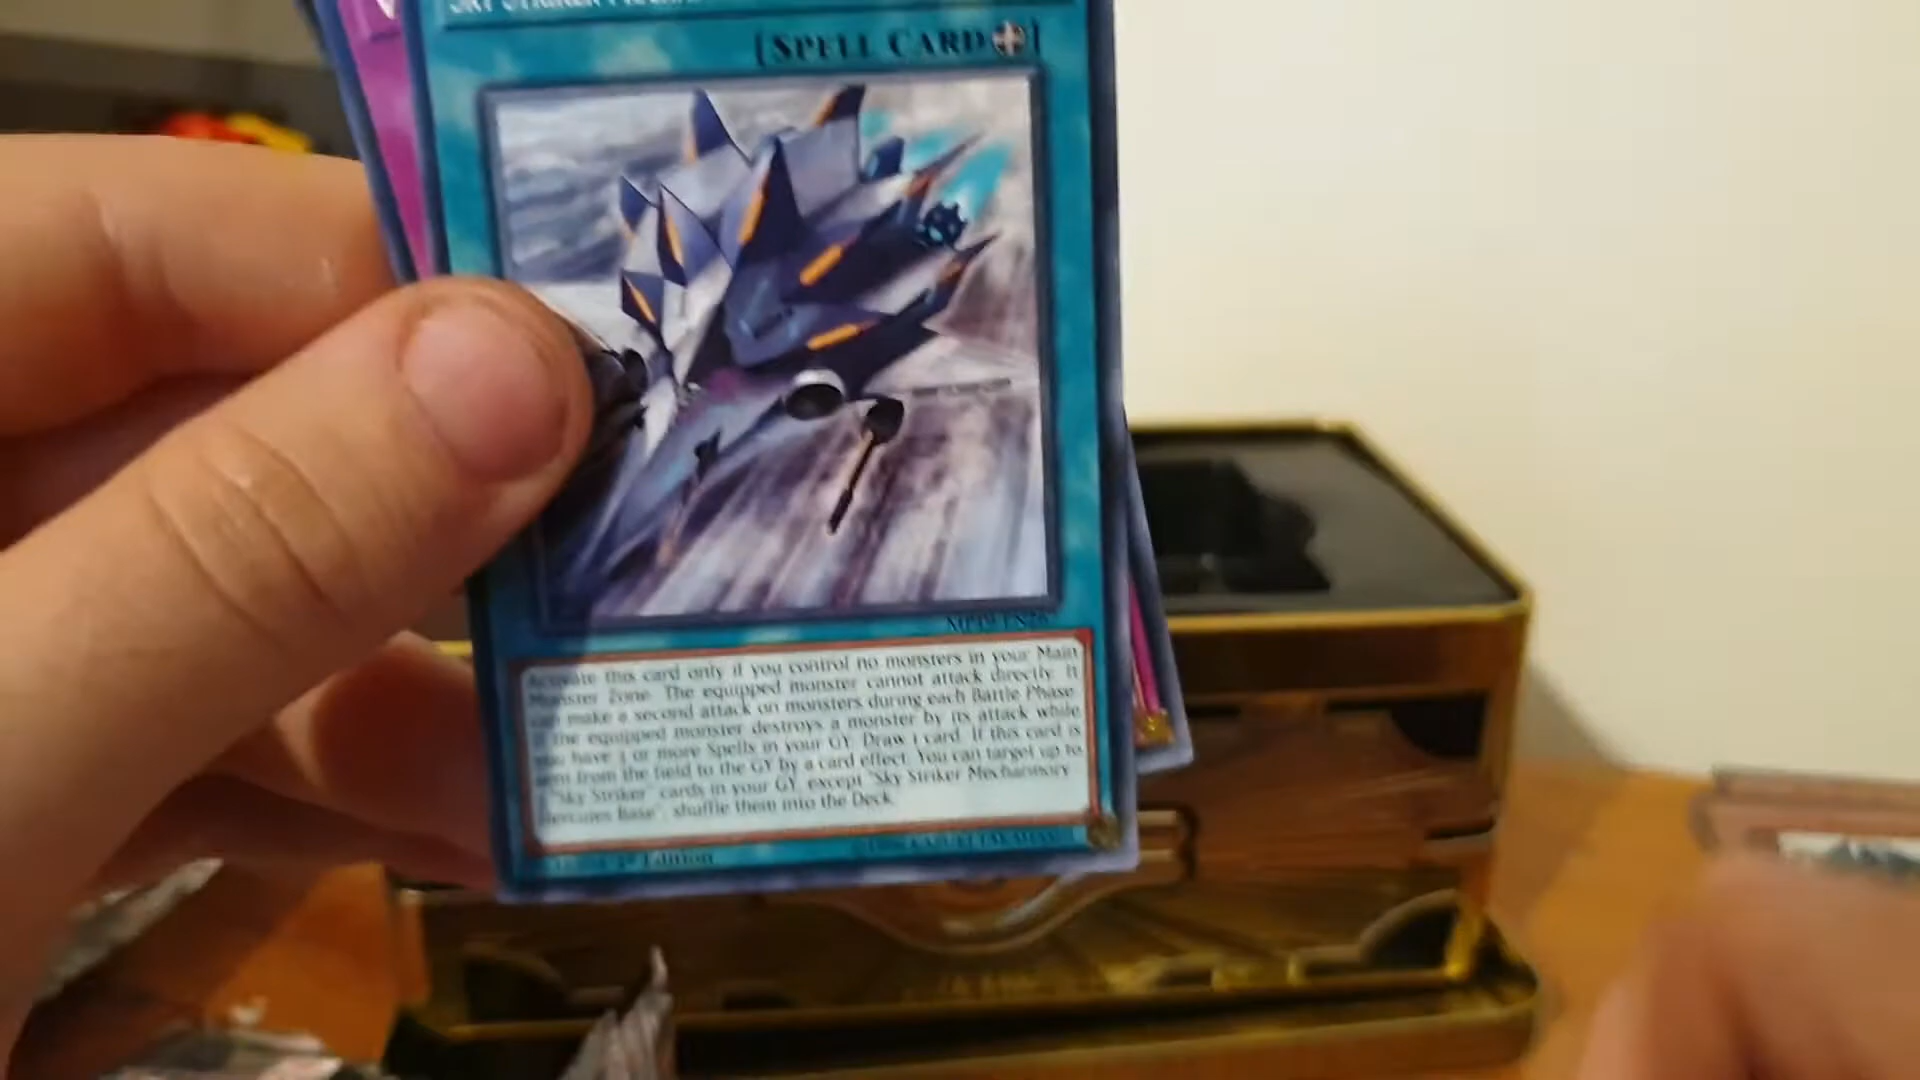 [SPELL CARD]
MP19-EN26
Activate this card only if you control no monsters in your Main
Monster Zone. The equipped monster cannot attack directly. It
can make a second attack on monsters during each Battle Phase.
If the equipped monster destroys a monster by its attack while
you have 3 or more Spells in your GY: Draw 1 card. If this card is
sent from the field to the GY by a card effect: You can target up to
"Sky Striker" cards in your GY, except "Sky Striker Mecharmory -
Hercules Base"; shuffle them into the Deck.
1st Edition